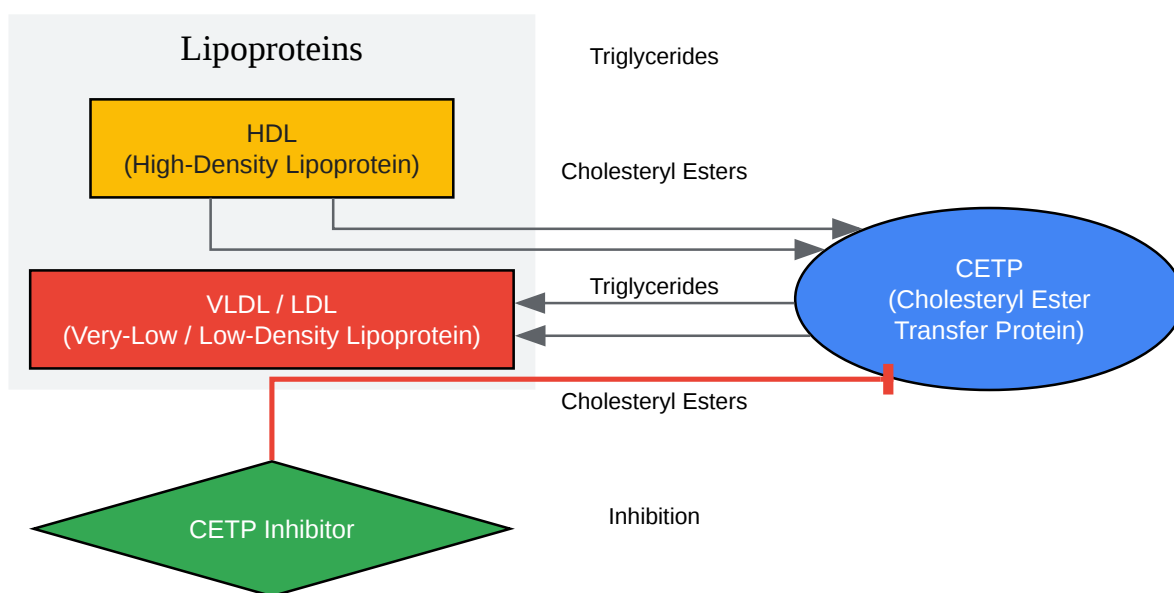 Lipoproteins
Triglycerides
HDL
(High-Density Lipoprotein)
Cholesteryl Esters
CETP
(Cholesteryl Ester
Transfer Protein)
Triglycerides
VLDL / LDL
(Very-Low / Low-Density Lipoprotein)
Cholesteryl Esters
CETP Inhibitor
Inhibition